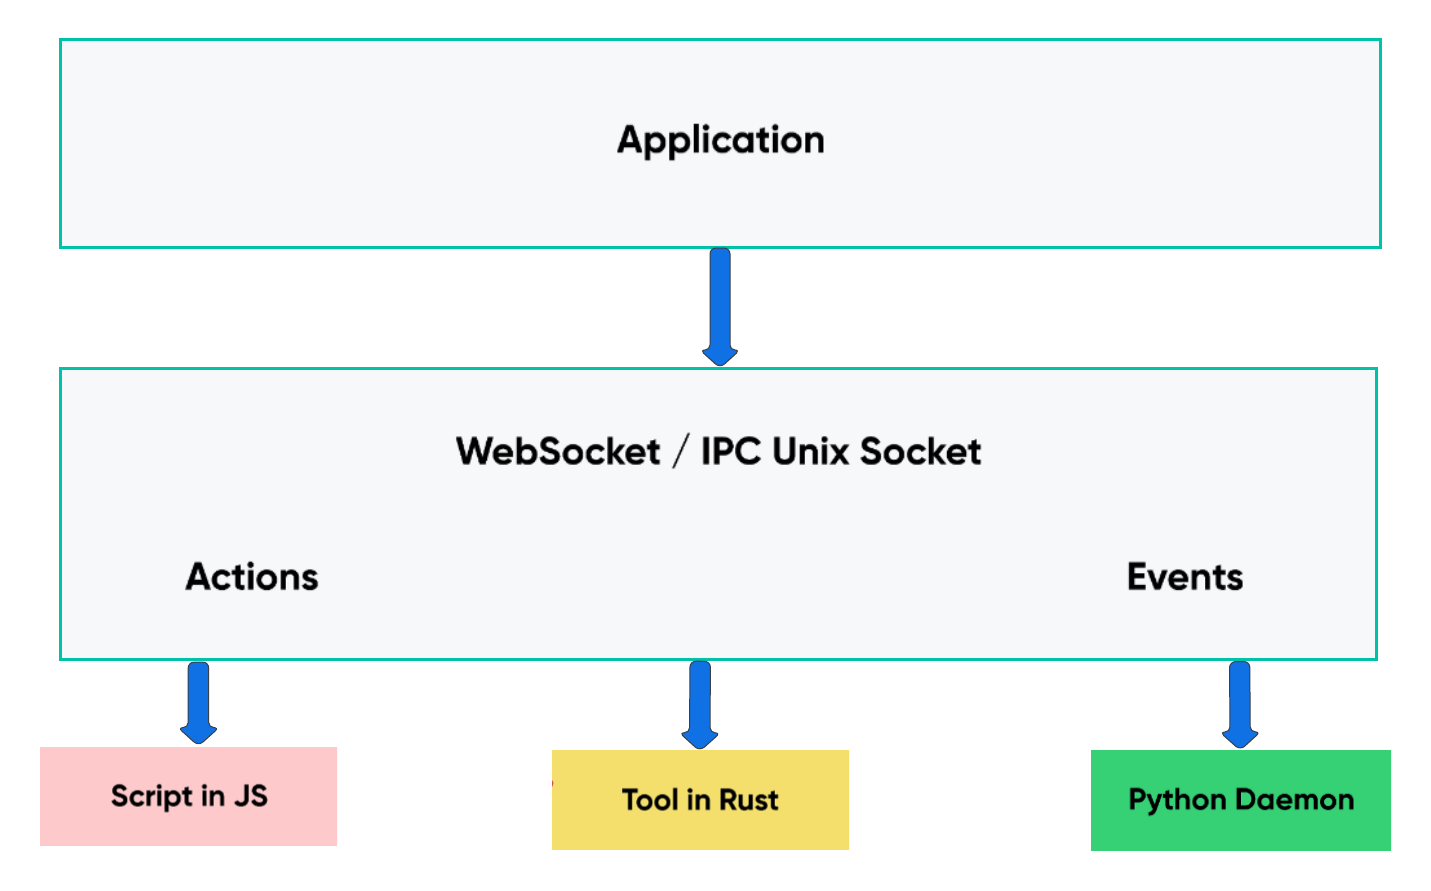 Application
WebSocket / IPC Unix Socket
Actions
Events
Script in JS
Tool in Rust
Python Daemon